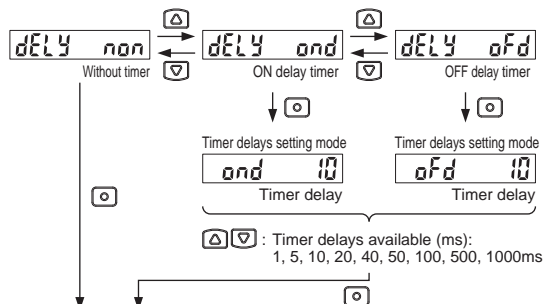 dELY non dELY ond dELY oFd
Without timer ON delay timer OFF delay timer
Timer delays setting mode Timer delays setting mode
ond 10 oFd 10
Timer delay Timer delay
: Timer delays available (ms):
1, 5, 10, 20, 40, 50, 100, 500, 1000ms